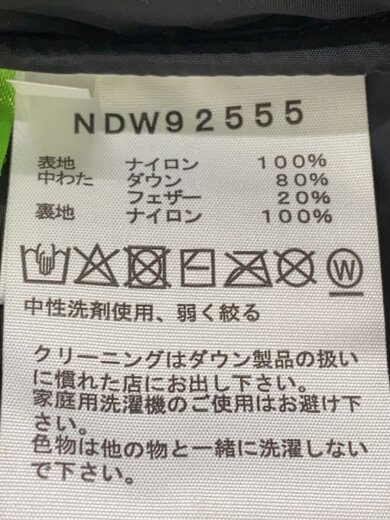 NDW92555
表地 ナイロン 100%
中わた ダウン 80%
フェザー 20%
裏地 ナイロン 100%
W
中性洗剤使用、弱く絞る
クリーニングはダウン製品の扱い
に慣れた店にお出し下さい。
家庭用洗濯機のご使用はお避け下
さい。
色物は他の物と一緒に洗濯しない
で下さい。